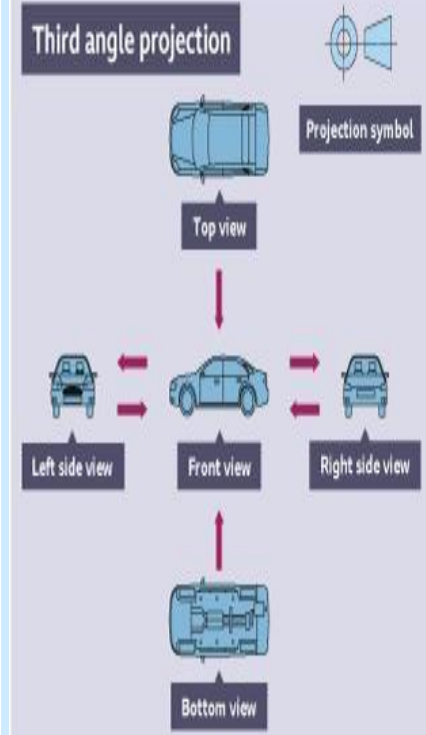 Third angle projection
Projection symbol
Top view
Left side view
Front view
Right side view
Bottom view